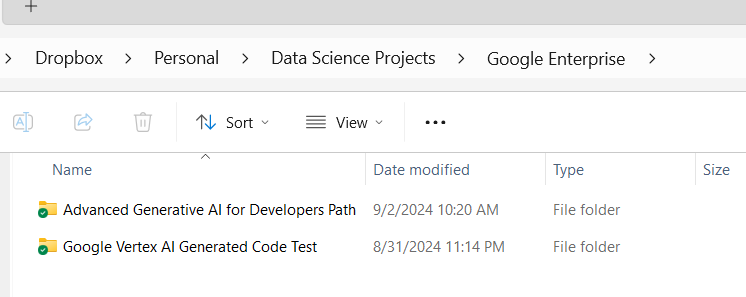 Dropbox > Personal > Data Science Projects > Google Enterprise >
Sort View
Name Date modified Type Size
Advanced Generative AI for Developers Path 9/2/2024 10:20 AM File folder
Google Vertex AI Generated Code Test 8/31/2024 11:14 PM File folder